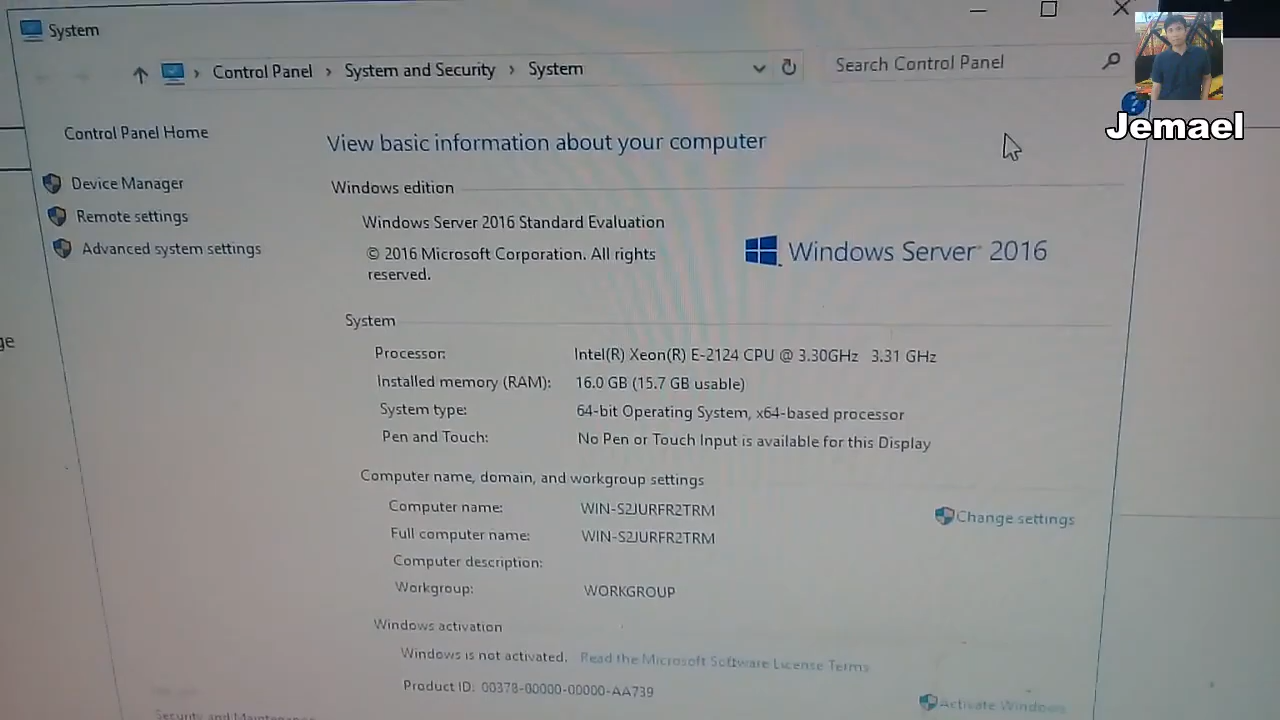 System
Control Panel › System and Security › System
Search Control Panel
Jemael
Control Panel Home
Device Manager
Remote settings
Advanced system settings
View basic information about your computer
Windows edition
Windows Server 2016 Standard Evaluation
© 2016 Microsoft Corporation. All rights
reserved.
Windows Server® 2016
System
Processor: Intel(R) Xeon(R) E-2124 CPU @ 3.30GHz 3.31 GHz
Installed memory (RAM): 16.0 GB (15.7 GB usable)
System type: 64-bit Operating System, x64-based processor
Pen and Touch: No Pen or Touch Input is available for this Display
Computer name, domain, and workgroup settings
Computer name: WIN-S2JURFR2TRM
Change settings
Full computer name: WIN-S2JURFR2TRM
Computer description:
Workgroup: WORKGROUP
Windows activation
Windows is not activated. Read the Microsoft Software License Terms
Product ID: 00378-00000-00000-AA739
Activate Windows
Security and Maintenance
ge